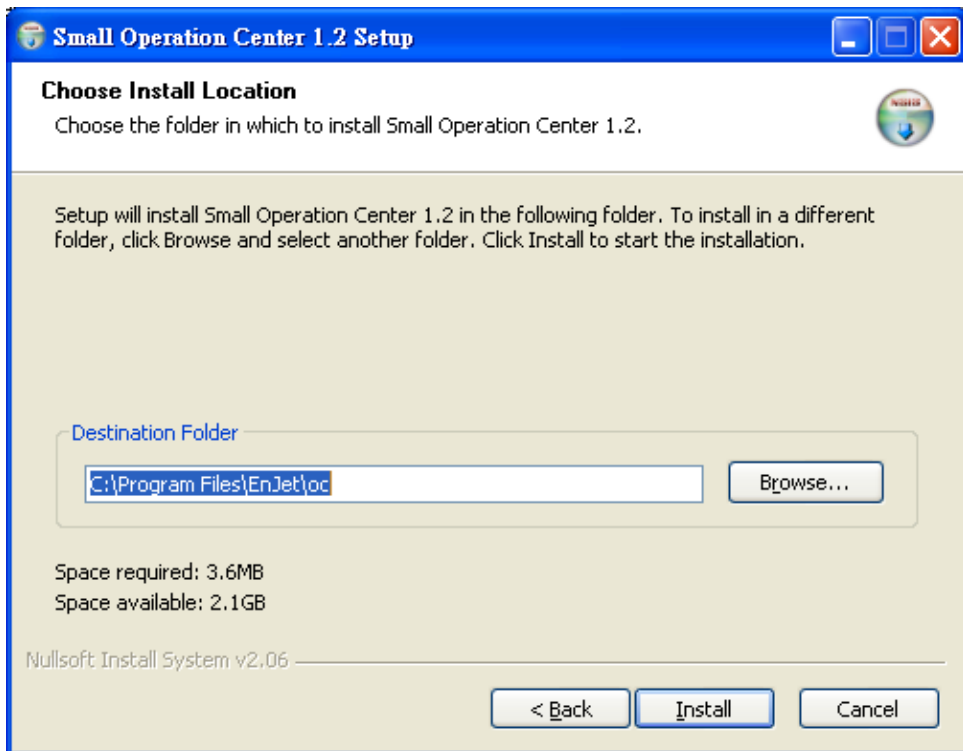 Small Operation Center 1.2 Setup
Choose Install Location
Choose the folder in which to install Small Operation Center 1.2.
Setup will install Small Operation Center 1.2 in the following folder. To install in a different
folder, click Browse and select another folder. Click Install to start the installation.
Destination Folder
C:\Program Files\EnJet\oc
Browse...
Space required: 3.6MB
Space available: 2.1GB
Nullsoft Install System v2.06
< Back
Install
Cancel